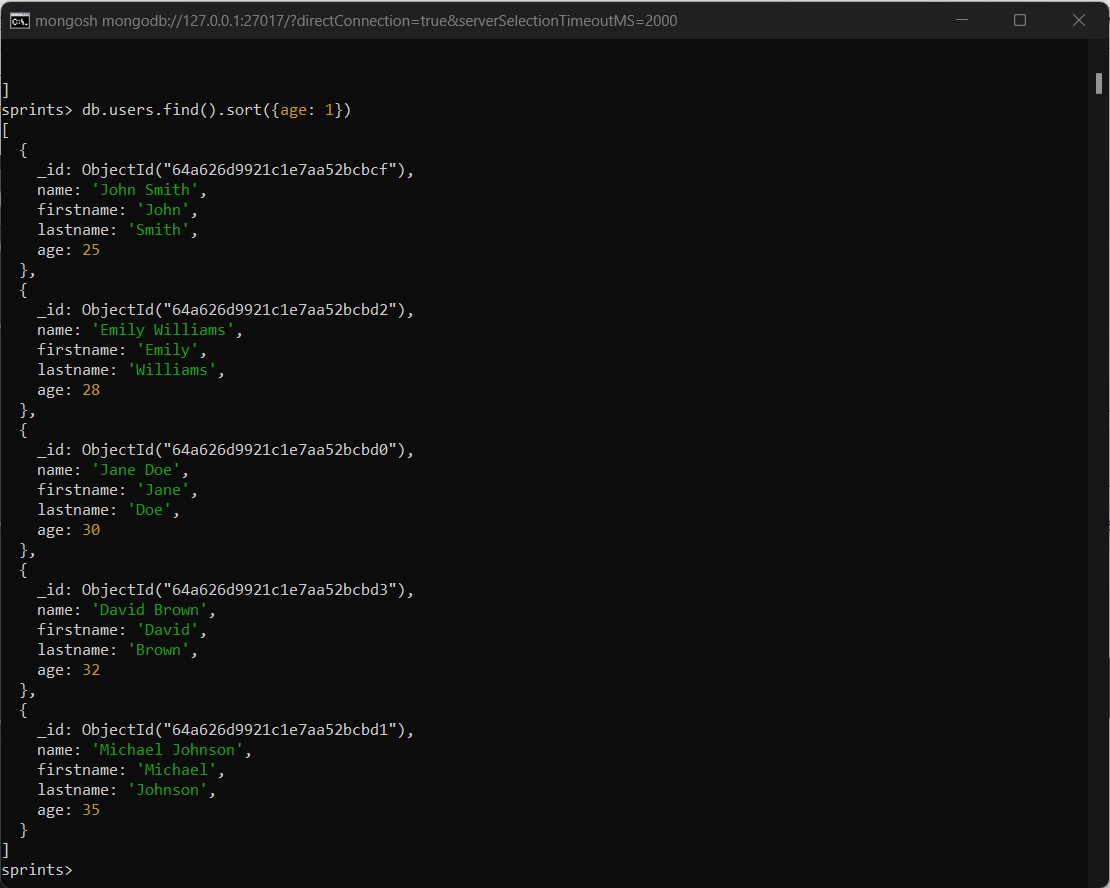 mongosh mongodb://127.0.0.1:27017/?directConnection=true&serverSelectionTimeoutMS=2000
]
sprints> db.users.find().sort({age: 1})
[
  {
    _id: ObjectId("64a626d9921c1e7aa52bcbcf"),
    name: 'John Smith',
    firstname: 'John',
    lastname: 'Smith',
    age: 25
  },
  {
    _id: ObjectId("64a626d9921c1e7aa52bcbd2"),
    name: 'Emily Williams',
    firstname: 'Emily',
    lastname: 'Williams',
    age: 28
  },
  {
    _id: ObjectId("64a626d9921c1e7aa52bcbd0"),
    name: 'Jane Doe',
    firstname: 'Jane',
    lastname: 'Doe',
    age: 30
  },
  {
    _id: ObjectId("64a626d9921c1e7aa52bcbd3"),
    name: 'David Brown',
    firstname: 'David',
    lastname: 'Brown',
    age: 32
  },
  {
    _id: ObjectId("64a626d9921c1e7aa52bcbd1"),
    name: 'Michael Johnson',
    firstname: 'Michael',
    lastname: 'Johnson',
    age: 35
  }
]
sprints>